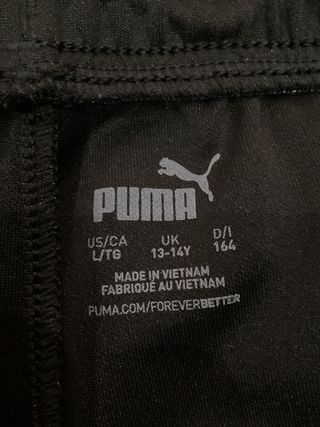 PUMA
US/CA UK D/I
L/TG 13-14Y 164
MADE IN VIETNAM
FABRIQUÉ AU VIETNAM
PUMA.COM/FOREVERBETTER